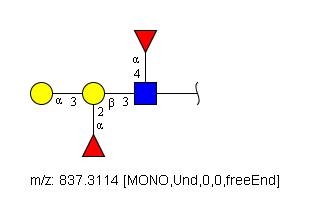 α
4
α 3 β 3
2
α
m/z: 837.3114 [MONO,Und,0,0,freeEnd]